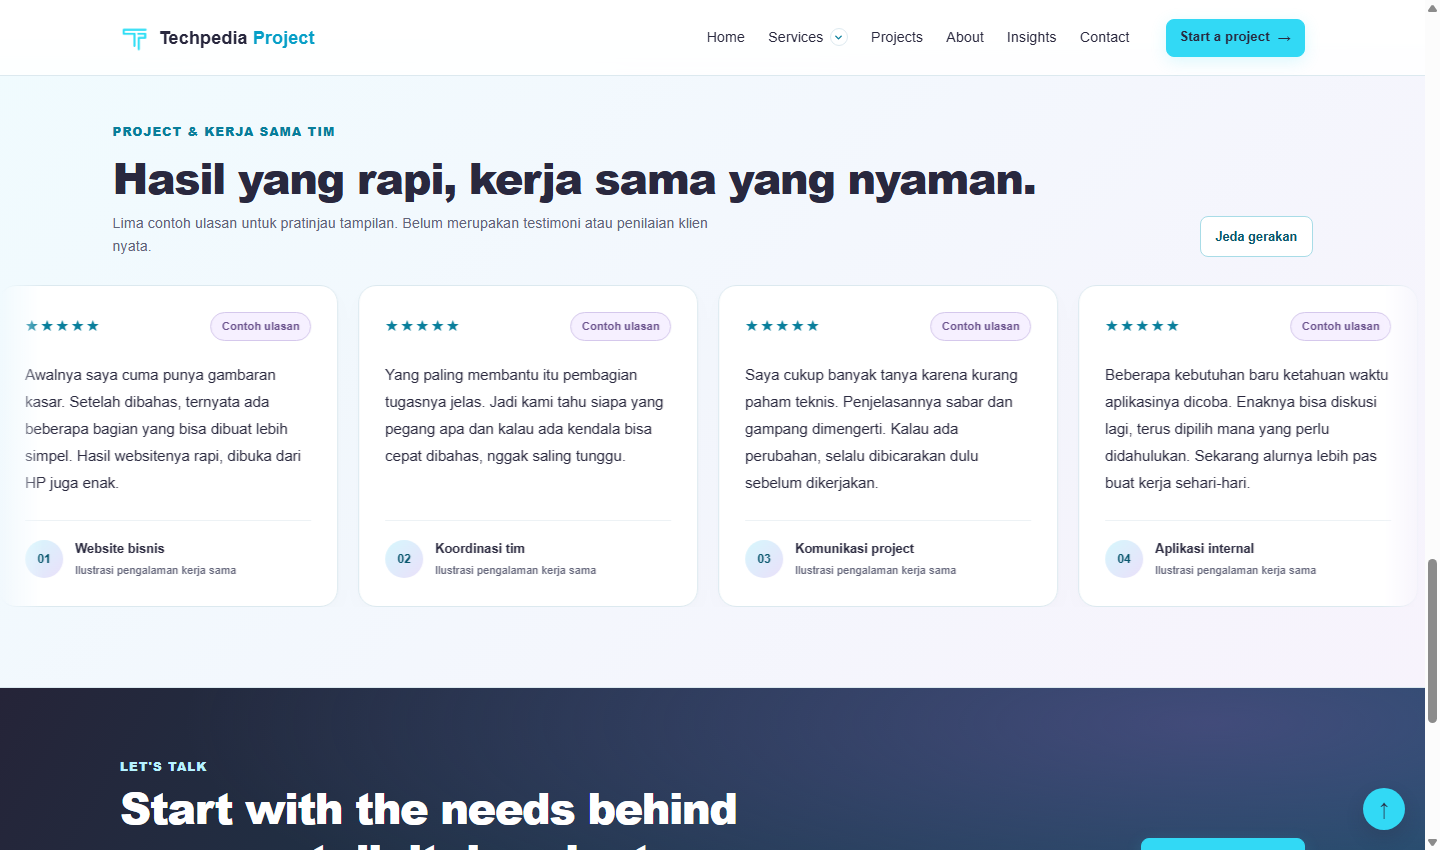 Techpedia Project
Home
Services
Projects
About
Insights
Contact
Start a project →
PROJECT & KERJA SAMA TIM
Hasil yang rapi, kerja sama yang nyaman.
Lima contoh ulasan untuk pratinjau tampilan. Belum merupakan testimoni atau penilaian klien
nyata.
Jeda gerakan
★★★★★
Contoh ulasan
Awalnya saya cuma punya gambaran
kasar. Setelah dibahas, ternyata ada
beberapa bagian yang bisa dibuat lebih
simpel. Hasil websitenya rapi, dibuka dari
HP juga enak.
01
Website bisnis
Ilustrasi pengalaman kerja sama
★★★★★
Contoh ulasan
Yang paling membantu itu pembagian
tugasnya jelas. Jadi kami tahu siapa yang
pegang apa dan kalau ada kendala bisa
cepat dibahas, nggak saling tunggu.
02
Koordinasi tim
Ilustrasi pengalaman kerja sama
★★★★★
Contoh ulasan
Saya cukup banyak tanya karena kurang
paham teknis. Penjelasannya sabar dan
gampang dimengerti. Kalau ada
perubahan, selalu dibicarakan dulu
sebelum dikerjakan.
03
Komunikasi project
Ilustrasi pengalaman kerja sama
★★★★★
Contoh ulasan
Beberapa kebutuhan baru ketahuan waktu
aplikasinya dicoba. Enaknya bisa diskusi
lagi, terus dipilih mana yang perlu
didahulukan. Sekarang alurnya lebih pas
buat kerja sehari-hari.
04
Aplikasi internal
Ilustrasi pengalaman kerja sama
LET'S TALK
Start with the needs behind
↑